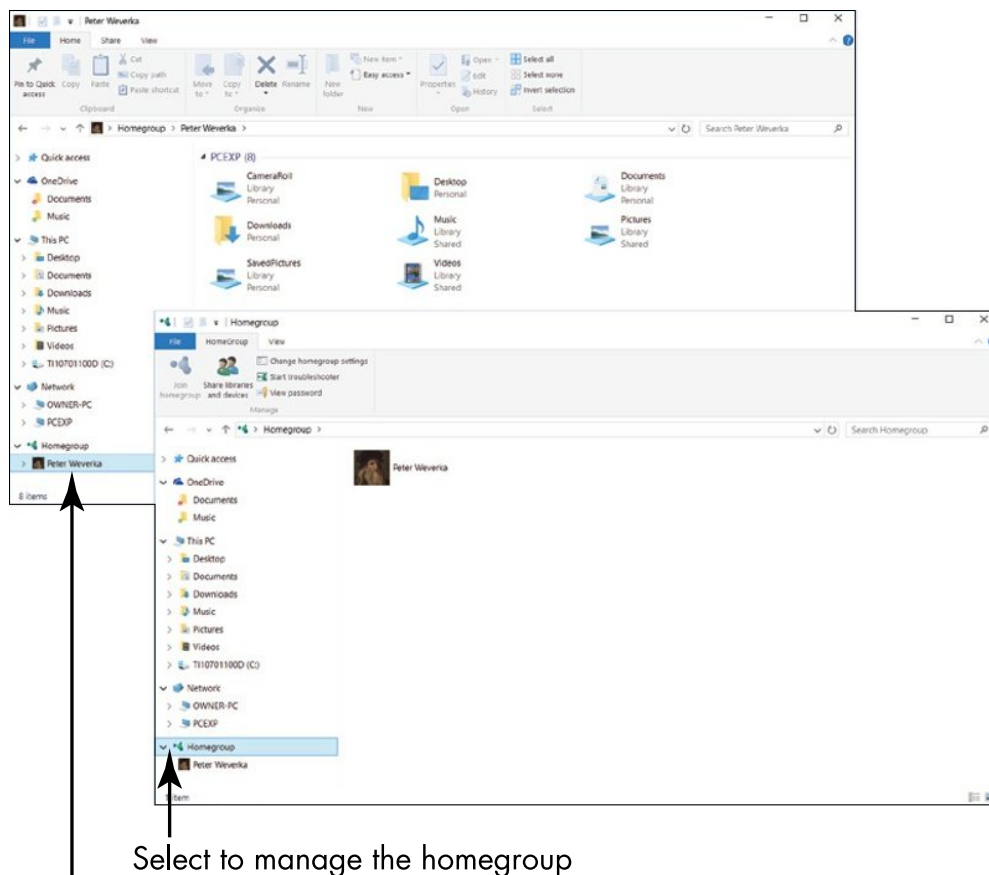 Peter Weverka
File Home Share View
Pin to Quick access Copy Paste Cut Copy path Paste shortcut Move to Copy to Delete Rename New folder New item Easy access Properties Open Edit History Select all Select none Invert selection
Clipboard Organize New Open Select
> Homegroup > Peter Weverka >
Search Peter Weverka
Quick access
OneDrive
Documents
Music
This PC
Desktop
Documents
Downloads
Music
Pictures
Videos
TI10701100D (C:)
Network
OWNER-PC
PCEXP
Homegroup
Peter Weverka
8 items
PCEXP (8)
CameraRoll
Library
Personal
Desktop
Personal
Documents
Library
Personal
Downloads
Personal
Music
Library
Shared
Pictures
Library
Shared
SavedPictures
Library
Personal
Videos
Library
Shared
Homegroup
File HomeGroup View
Join homegroup Share libraries and devices Change homegroup settings
Start troubleshooter
View password
Manage
> Homegroup >
Search Homegroup
Quick access
OneDrive
Documents
Music
This PC
Desktop
Documents
Downloads
Music
Pictures
Videos
TI10701100D (C:)
Network
OWNER-PC
PCEXP
Homegroup
Peter Weverka
item
Peter Weverka
Select to manage the homegroup